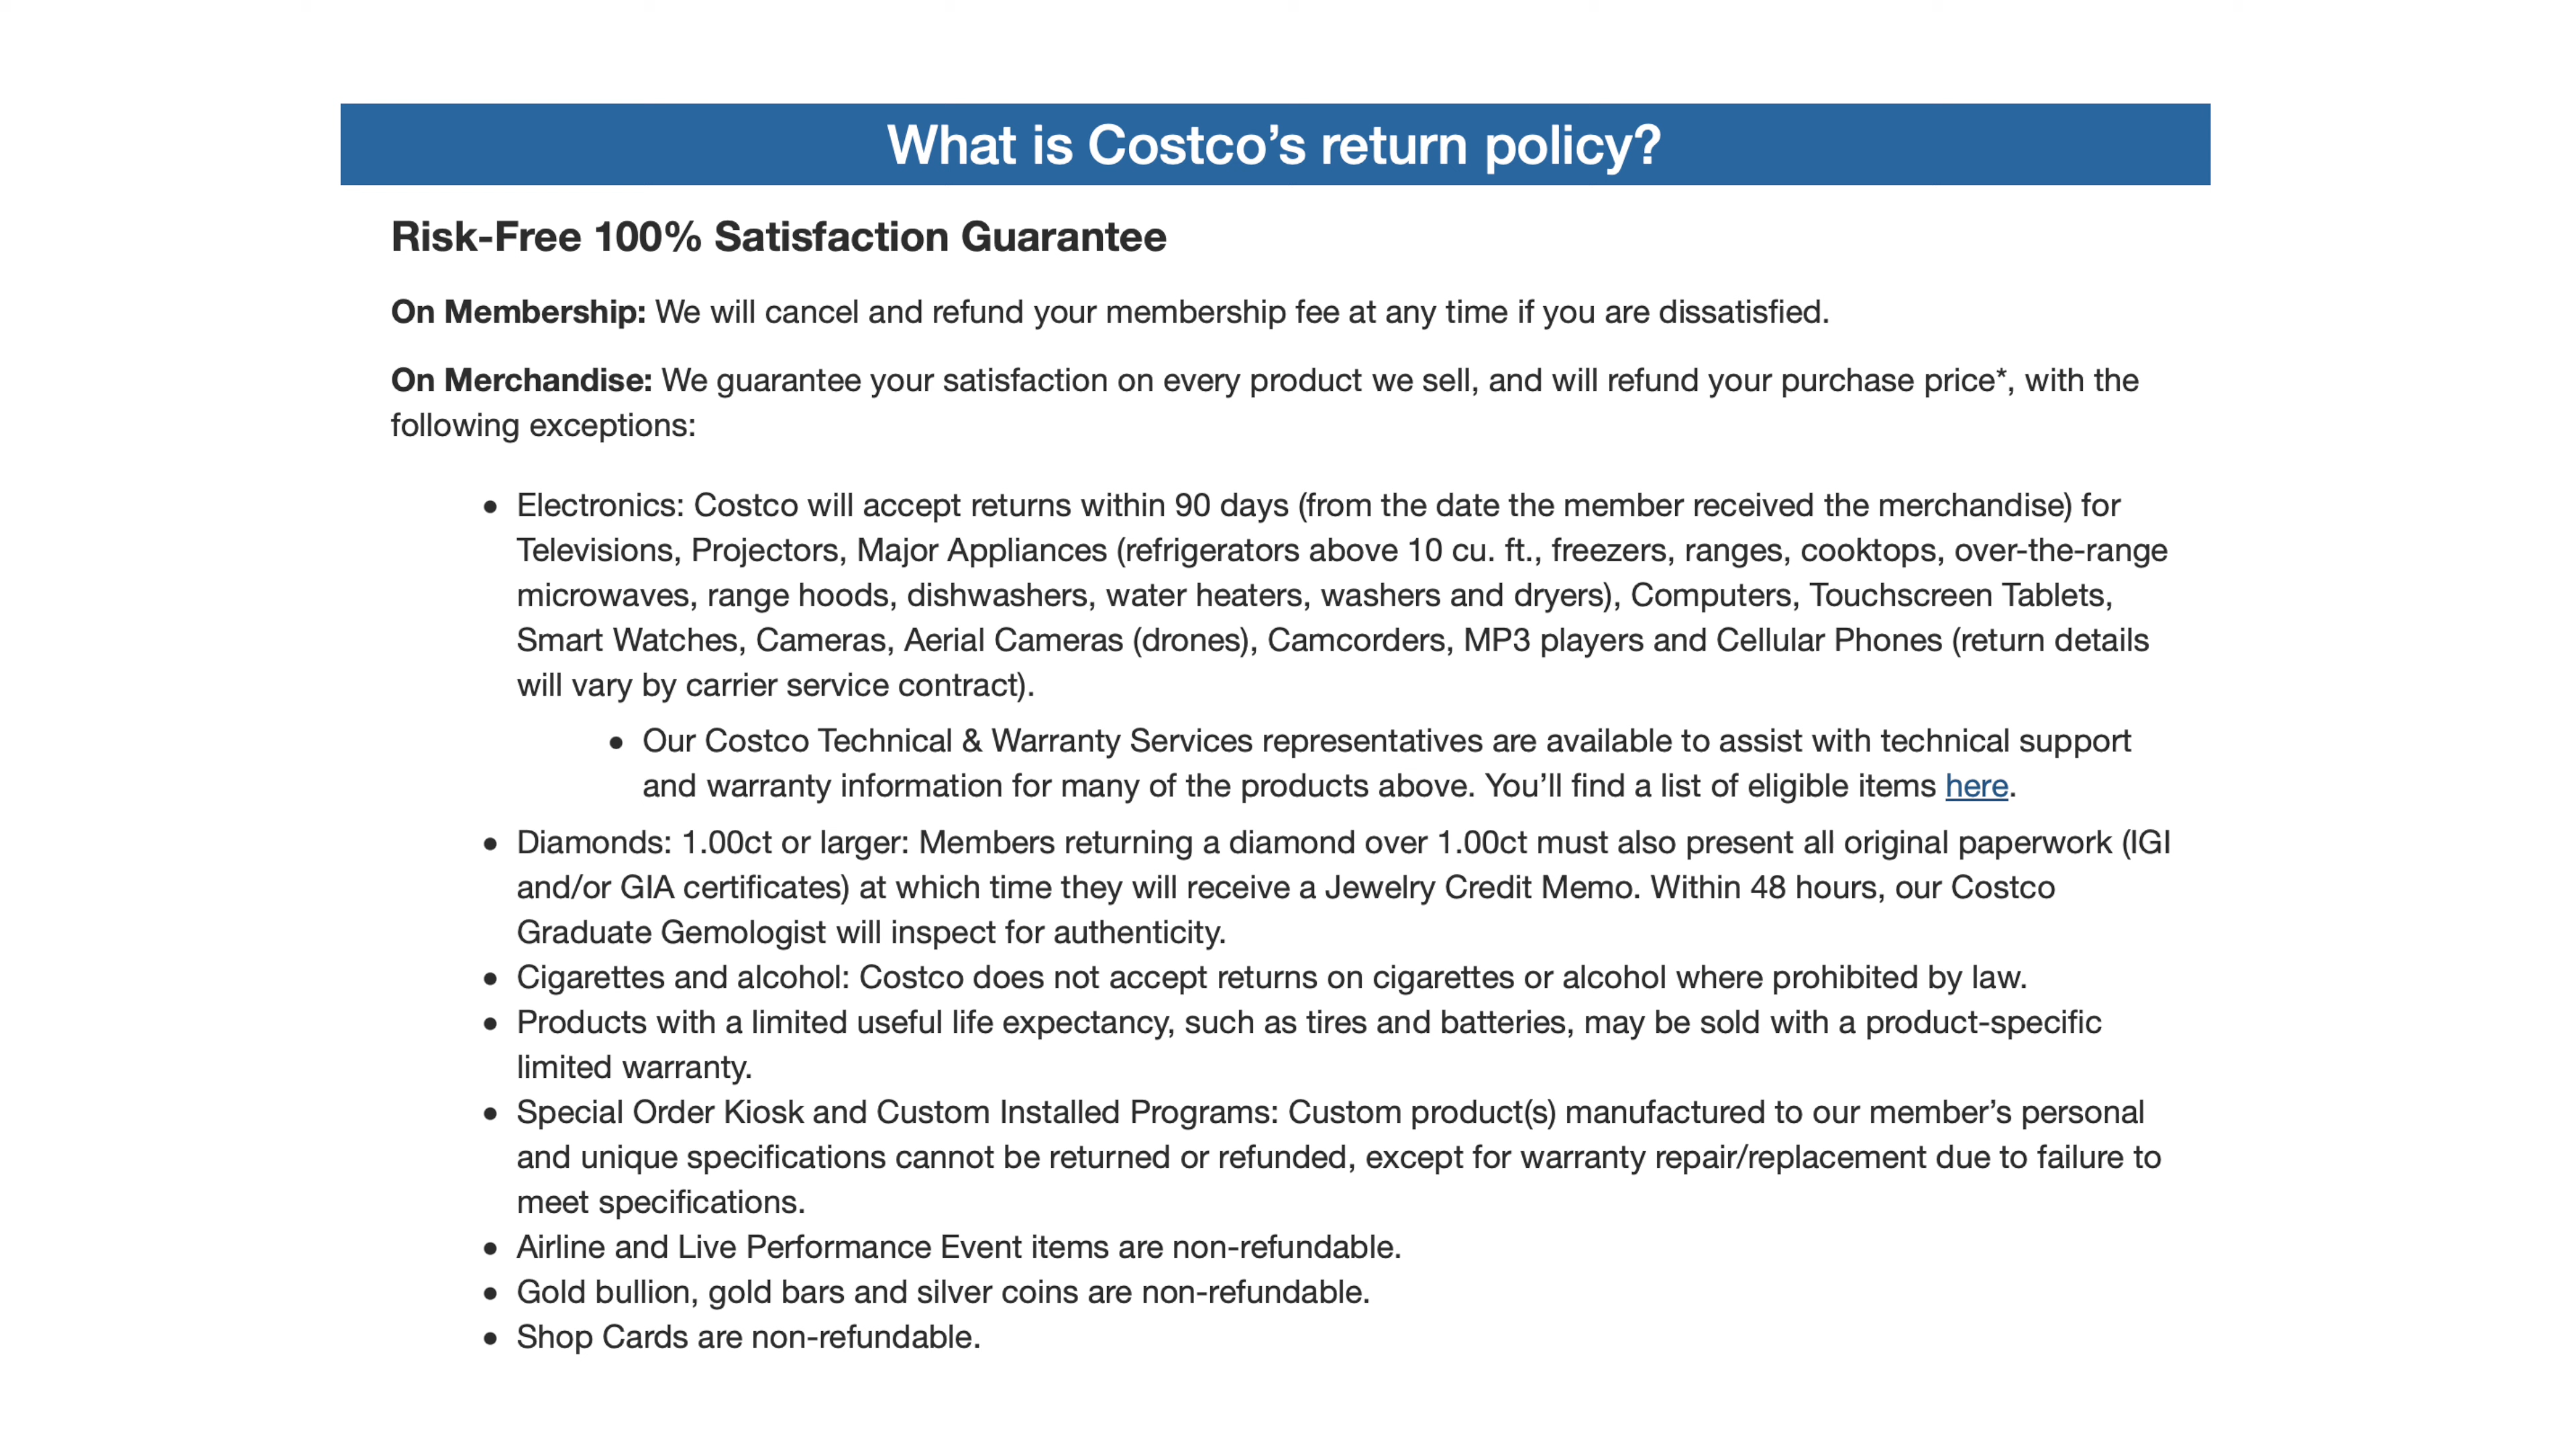 What is Costco’s return policy?
Risk-Free 100% Satisfaction Guarantee
On Membership: We will cancel and refund your membership fee at any time if you are dissatisfied.
On Merchandise: We guarantee your satisfaction on every product we sell, and will refund your purchase price*, with the
following exceptions:
• Electronics: Costco will accept returns within 90 days (from the date the member received the merchandise) for
Televisions, Projectors, Major Appliances (refrigerators above 10 cu. ft., freezers, ranges, cooktops, over-the-range
microwaves, range hoods, dishwashers, water heaters, washers and dryers), Computers, Touchscreen Tablets,
Smart Watches, Cameras, Aerial Cameras (drones), Camcorders, MP3 players and Cellular Phones (return details
will vary by carrier service contract).
• Our Costco Technical & Warranty Services representatives are available to assist with technical support
and warranty information for many of the products above. You’ll find a list of eligible items here.
• Diamonds: 1.00ct or larger: Members returning a diamond over 1.00ct must also present all original paperwork (IGI
and/or GIA certificates) at which time they will receive a Jewelry Credit Memo. Within 48 hours, our Costco
Graduate Gemologist will inspect for authenticity.
• Cigarettes and alcohol: Costco does not accept returns on cigarettes or alcohol where prohibited by law.
• Products with a limited useful life expectancy, such as tires and batteries, may be sold with a product-specific
limited warranty.
• Special Order Kiosk and Custom Installed Programs: Custom product(s) manufactured to our member’s personal
and unique specifications cannot be returned or refunded, except for warranty repair/replacement due to failure to
meet specifications.
• Airline and Live Performance Event items are non-refundable.
• Gold bullion, gold bars and silver coins are non-refundable.
• Shop Cards are non-refundable.